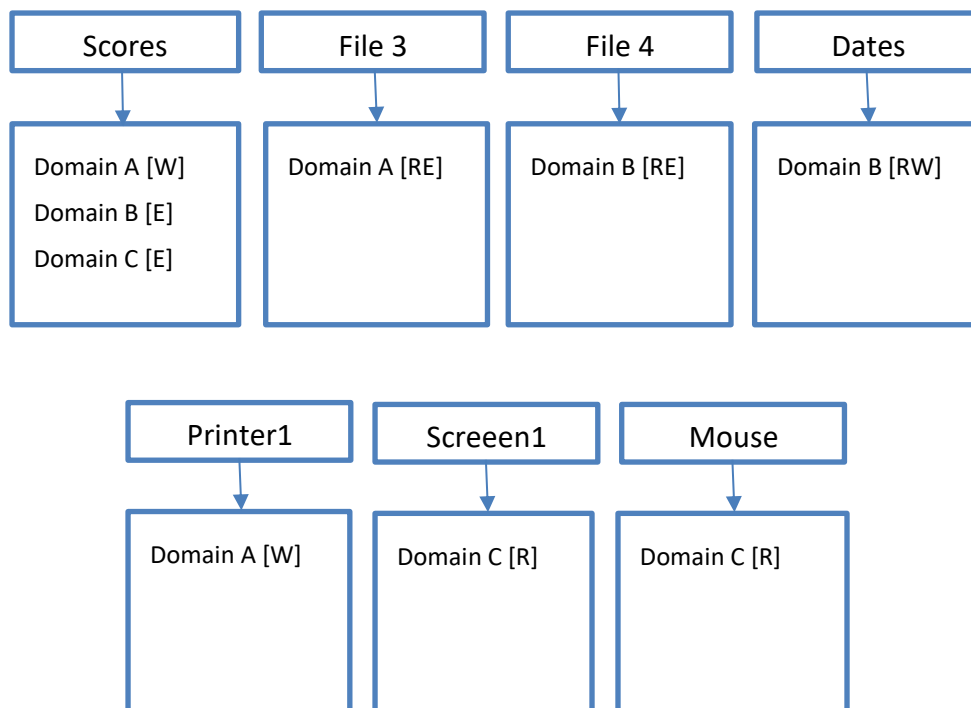 Scores
File 3
File 4
Dates
Domain A [W]
Domain B [E]
Domain C [E]
Domain A [RE]
Domain B [RE]
Domain B [RW]
Printer1
Screeen1
Mouse
Domain A [W]
Domain C [R]
Domain C [R]